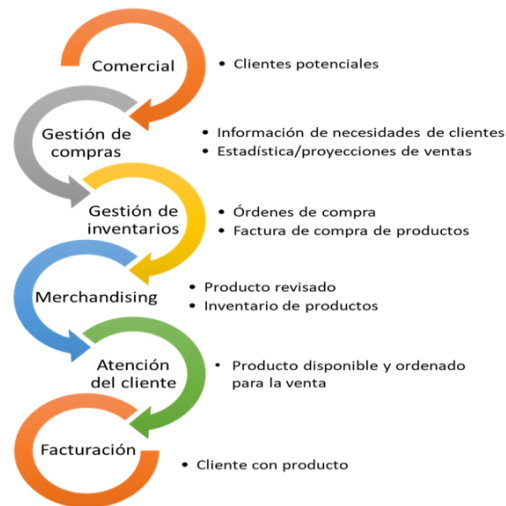 Comercial
• Clientes potenciales
Gestión de
compras
• Información de necesidades de clientes
• Estadística/proyecciones de ventas
Gestión de
inventarios
• Órdenes de compra
• Factura de compra de productos
Merchandising
• Producto revisado
• Inventario de productos
Atención
del cliente
• Producto disponible y ordenado
para la venta
Facturación
• Cliente con producto